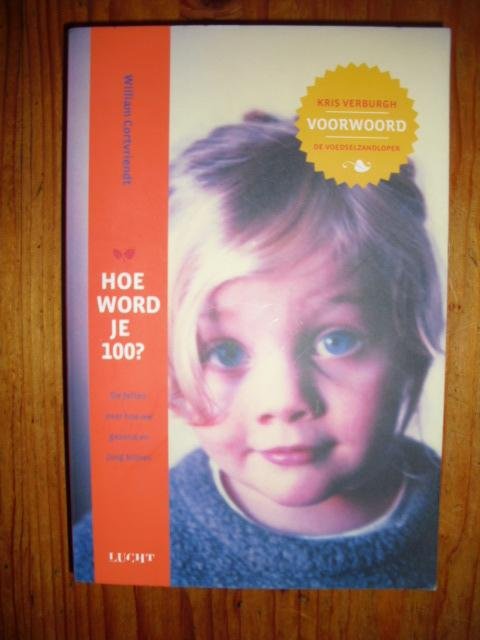 William Cortvriendt
HOE
WORD
JE
100?
De feiten
over hoe we
gezond en
jong blijven
LUCHT
KRIS VERBURGH
VOORWOORD
DE VOEDSELZANDLOPER